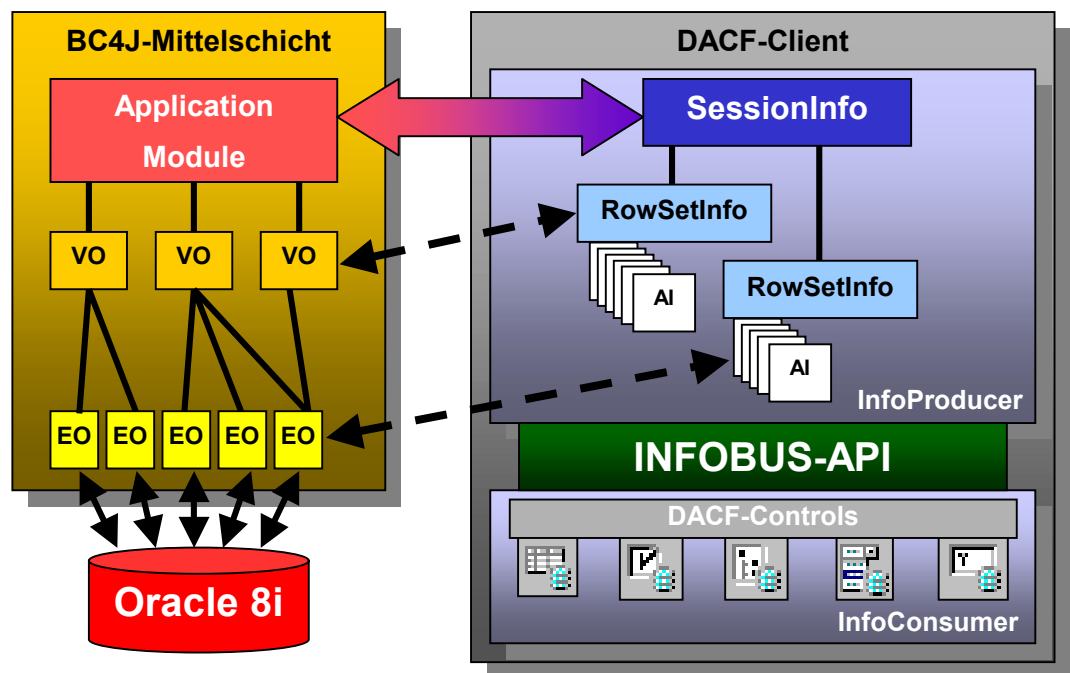 BC4J-Mittelschicht
Application
Module
VO
VO
VO
EO
EO
EO
EO
EO
Oracle 8i
DACF-Client
SessionInfo
RowSetInfo
AI
RowSetInfo
AI
InfoProducer
INFOBUS-API
DACF-Controls
InfoConsumer